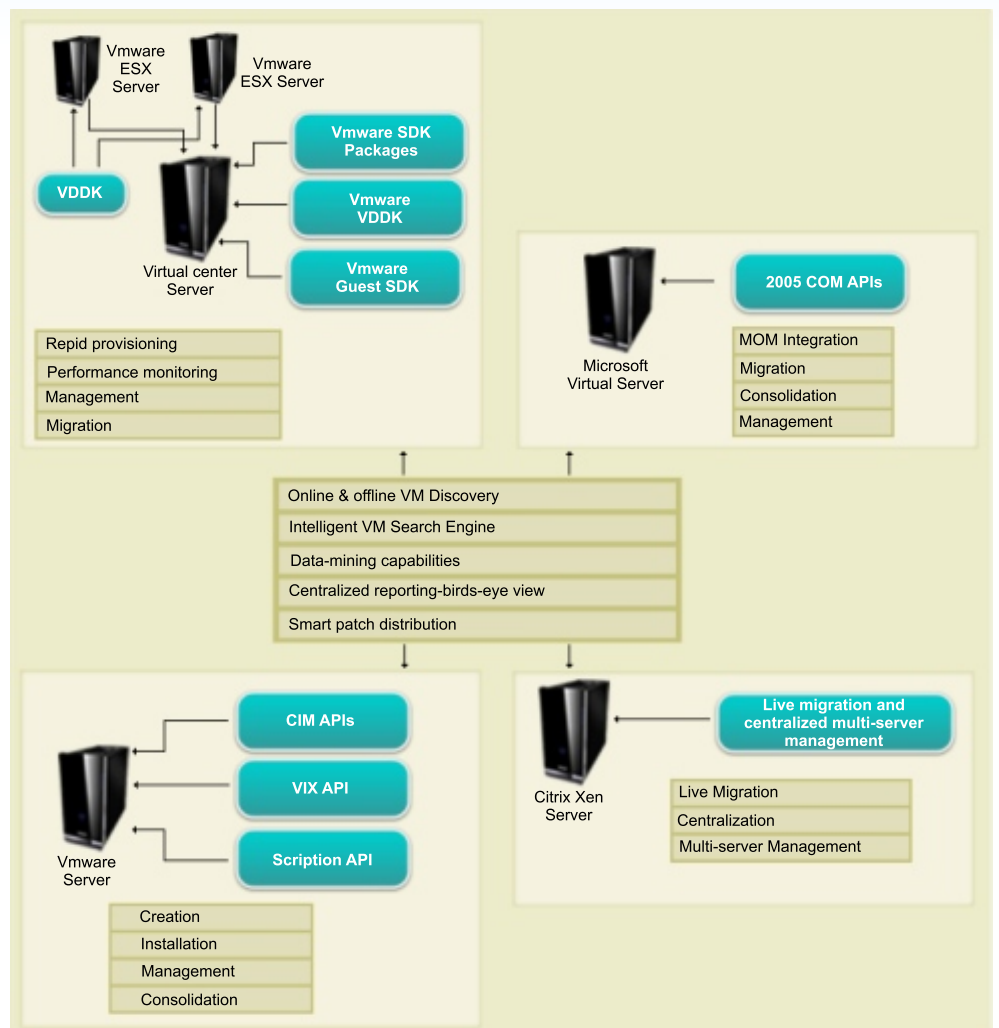 Vmware
ESX
Server
Vmware
ESX Server
VDDK
Vmware SDK
Packages
Vmware
VDDK
Vmware
Guest SDK
Virtual center
Server
Repid provisioning
Performance monitoring
Management
Migration
2005 COM APIs
Microsoft
Virtual Server
MOM Integration
Migration
Consolidation
Management
Online & offline VM Discovery
Intelligent VM Search Engine
Data-mining capabilities
Centralized reporting-birds-eye view
Smart patch distribution
CIM APIs
VIX API
Scription API
Vmware
Server
Creation
Installation
Management
Consolidation
Live migration and
centralized multi-server
management
Citrix Xen
Server
Live Migration
Centralization
Multi-server Management